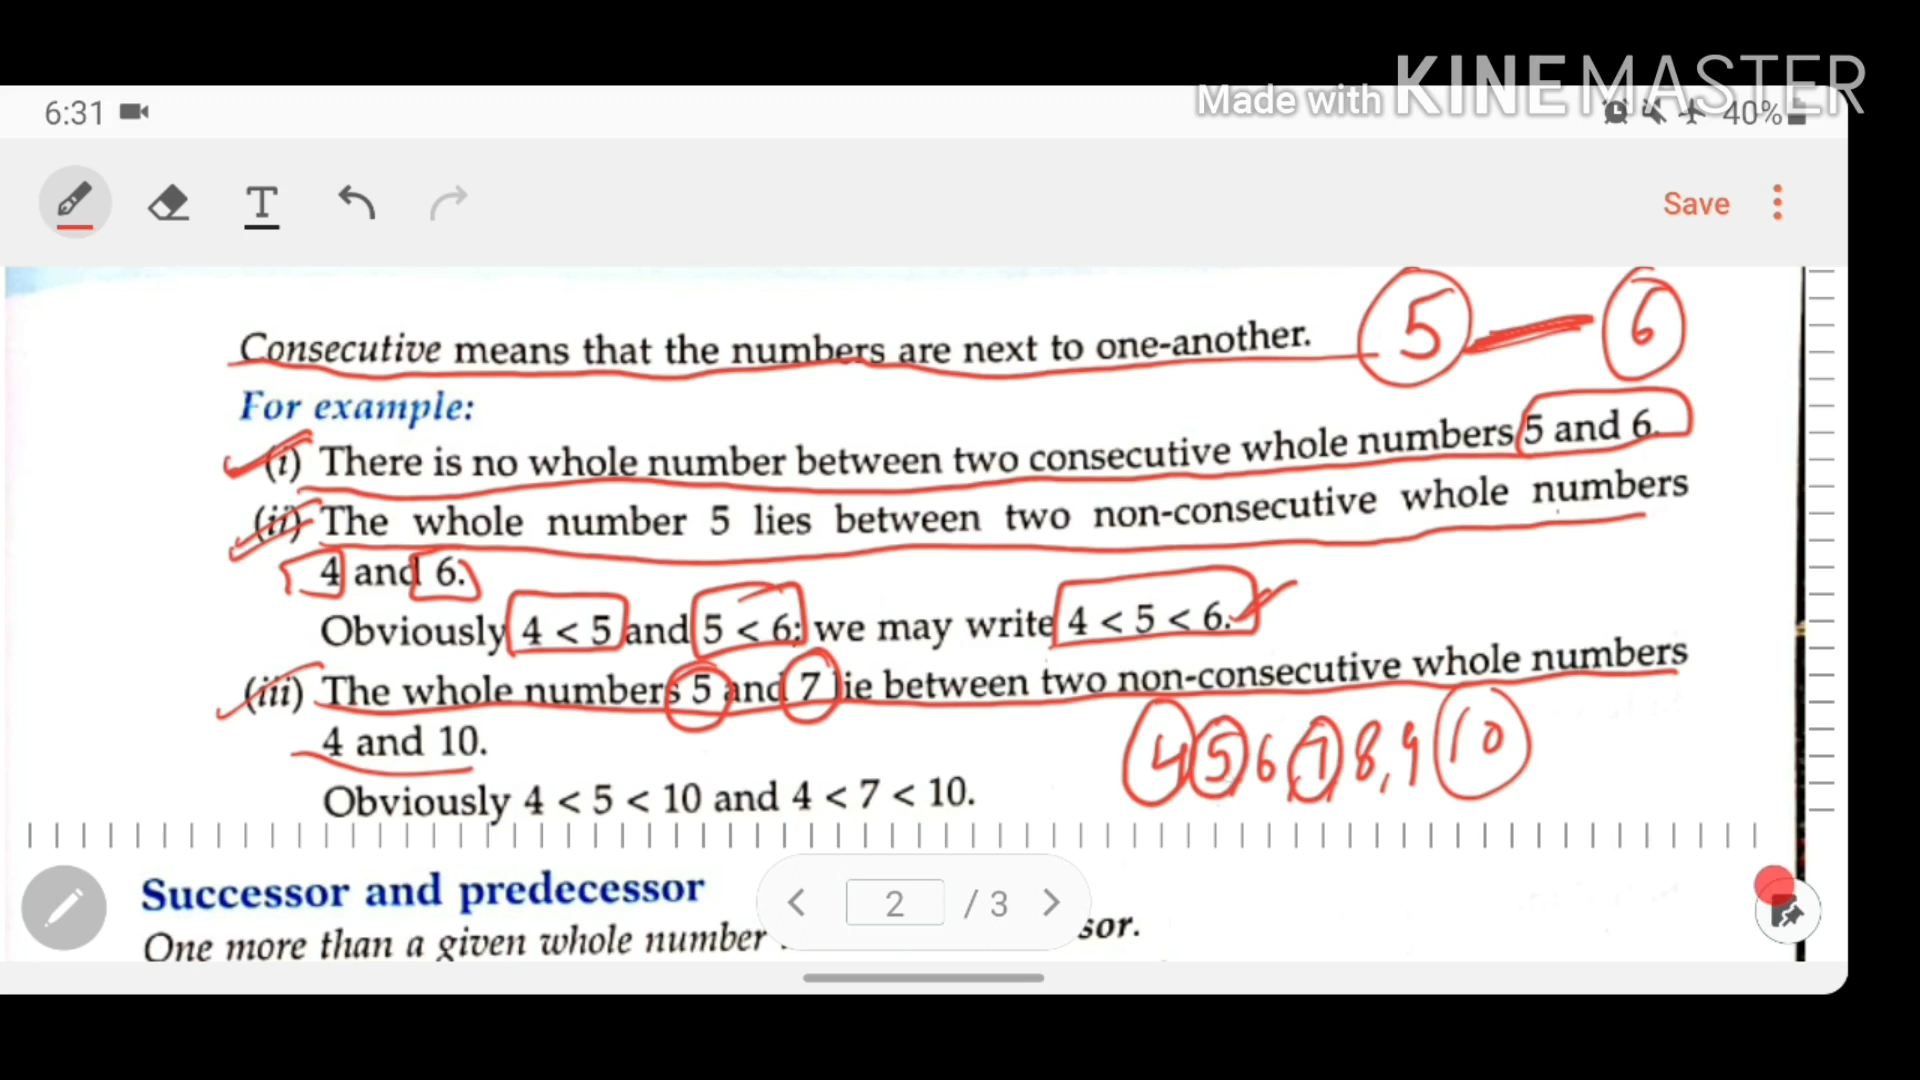 Made with KINEMASTER
6:31
40%
T
Save
Consecutive means that the numbers are next to one-another. 5 — 6
For example:
(i) There is no whole number between two consecutive whole numbers 5 and 6.
(ii) The whole number 5 lies between two non-consecutive whole numbers
4 and 6.
Obviously 4 < 5 and 5 < 6; we may write 4 < 5 < 6.
(iii) The whole numbers 5 and 7 lie between two non-consecutive whole numbers
4 and 10.
4 5 6 7 8, 9 10
Obviously 4 < 5 < 10 and 4 < 7 < 10.
Successor and predecessor
2 / 3
One more than a given whole number sor.